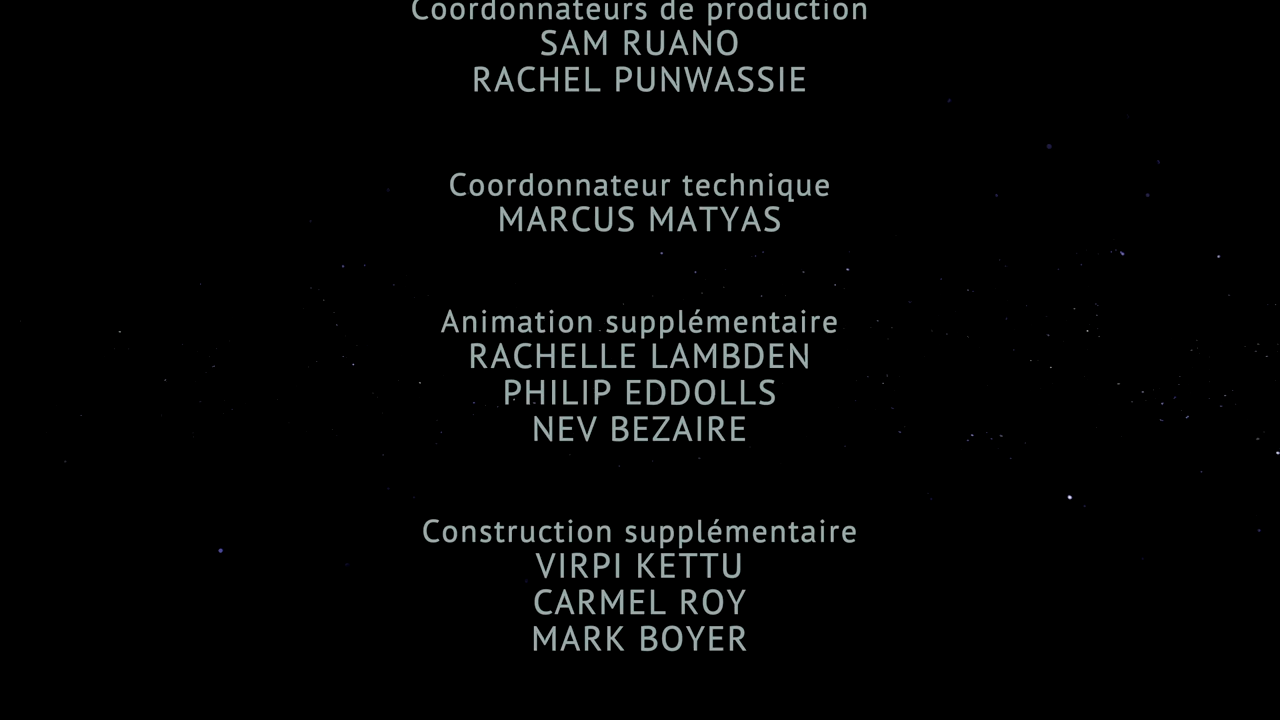 Coordonnateurs de production
SAM RUANO
RACHEL PUNWASSIE
Coordonnateur technique
MARCUS MATYAS
Animation supplémentaire
RACHELLE LAMBDEN
PHILIP EDDOLLS
NEV BEZAIRE
Construction supplémentaire
VIRPI KETTU
CARMEL ROY
MARK BOYER